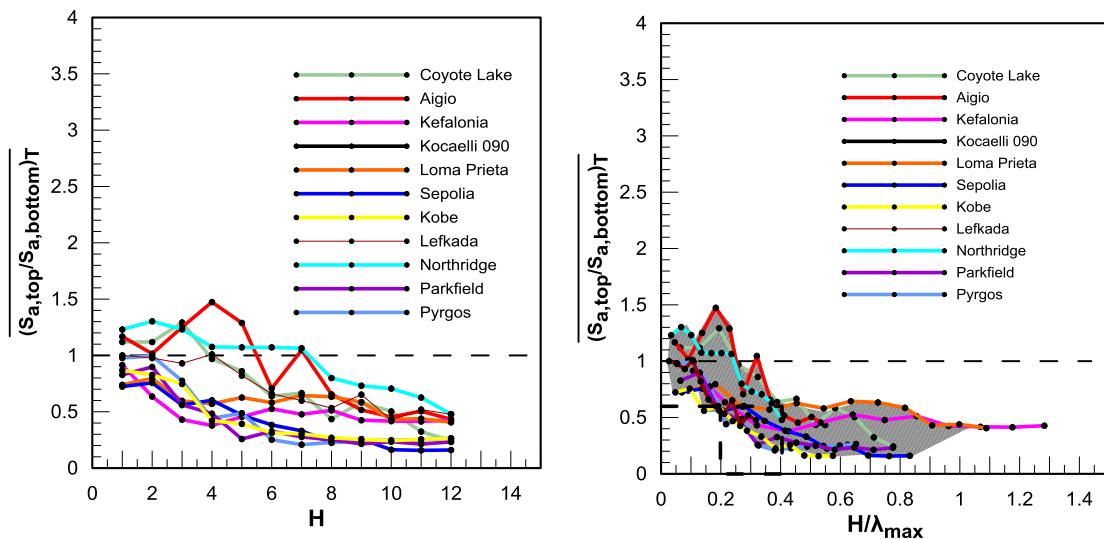 (Sa,top/Sa,bottom)T
4
3.5
3
2.5
2
1.5
1
0.5
0
0 2 4 6 8 10 12 14
H
Coyote Lake
Aigio
Kefalonia
Kocaelli 090
Loma Prieta
Sepolia
Kobe
Lefkada
Northridge
Parkfield
Pyrgos
(Sa,top/Sa,bottom)T
4
3.5
3
2.5
2
1.5
1
0.5
0
0 0.2 0.4 0.6 0.8 1 1.2 1.4
H/λmax
Coyote Lake
Aigio
Kefalonia
Kocaelli 090
Loma Prieta
Sepolia
Kobe
Lefkada
Northridge
Parkfield
Pyrgos